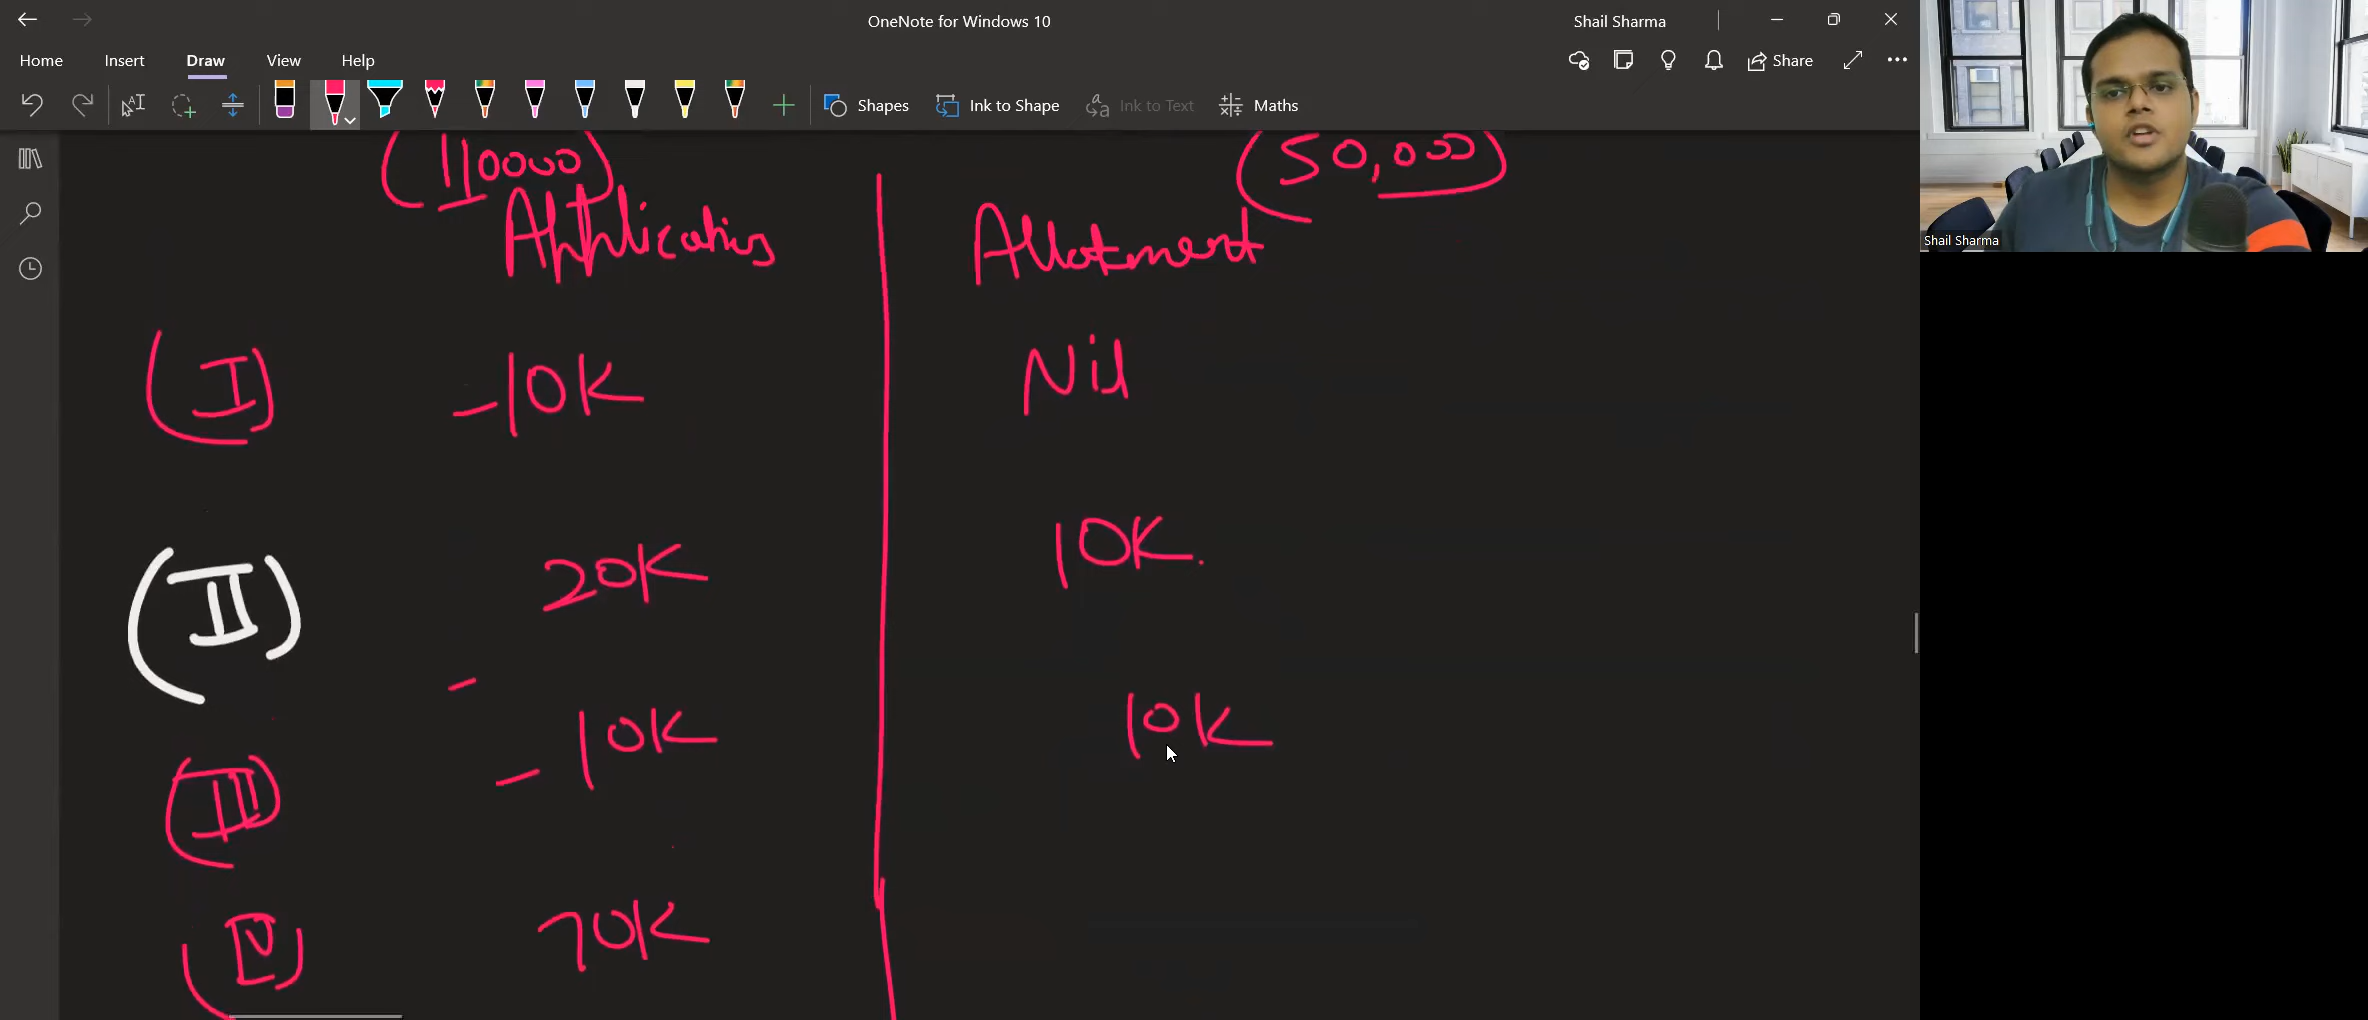 OneNote for Windows 10
Shail Sharma
Home Insert Draw View Help
Share
Shapes Ink to Shape Ink to Text Maths
Shail Sharma
(110000) (50,000)
Application Allotment
(I) -10K Nil
(II) 20K 10K.
(III) - 10K 10K
(IV) 70K